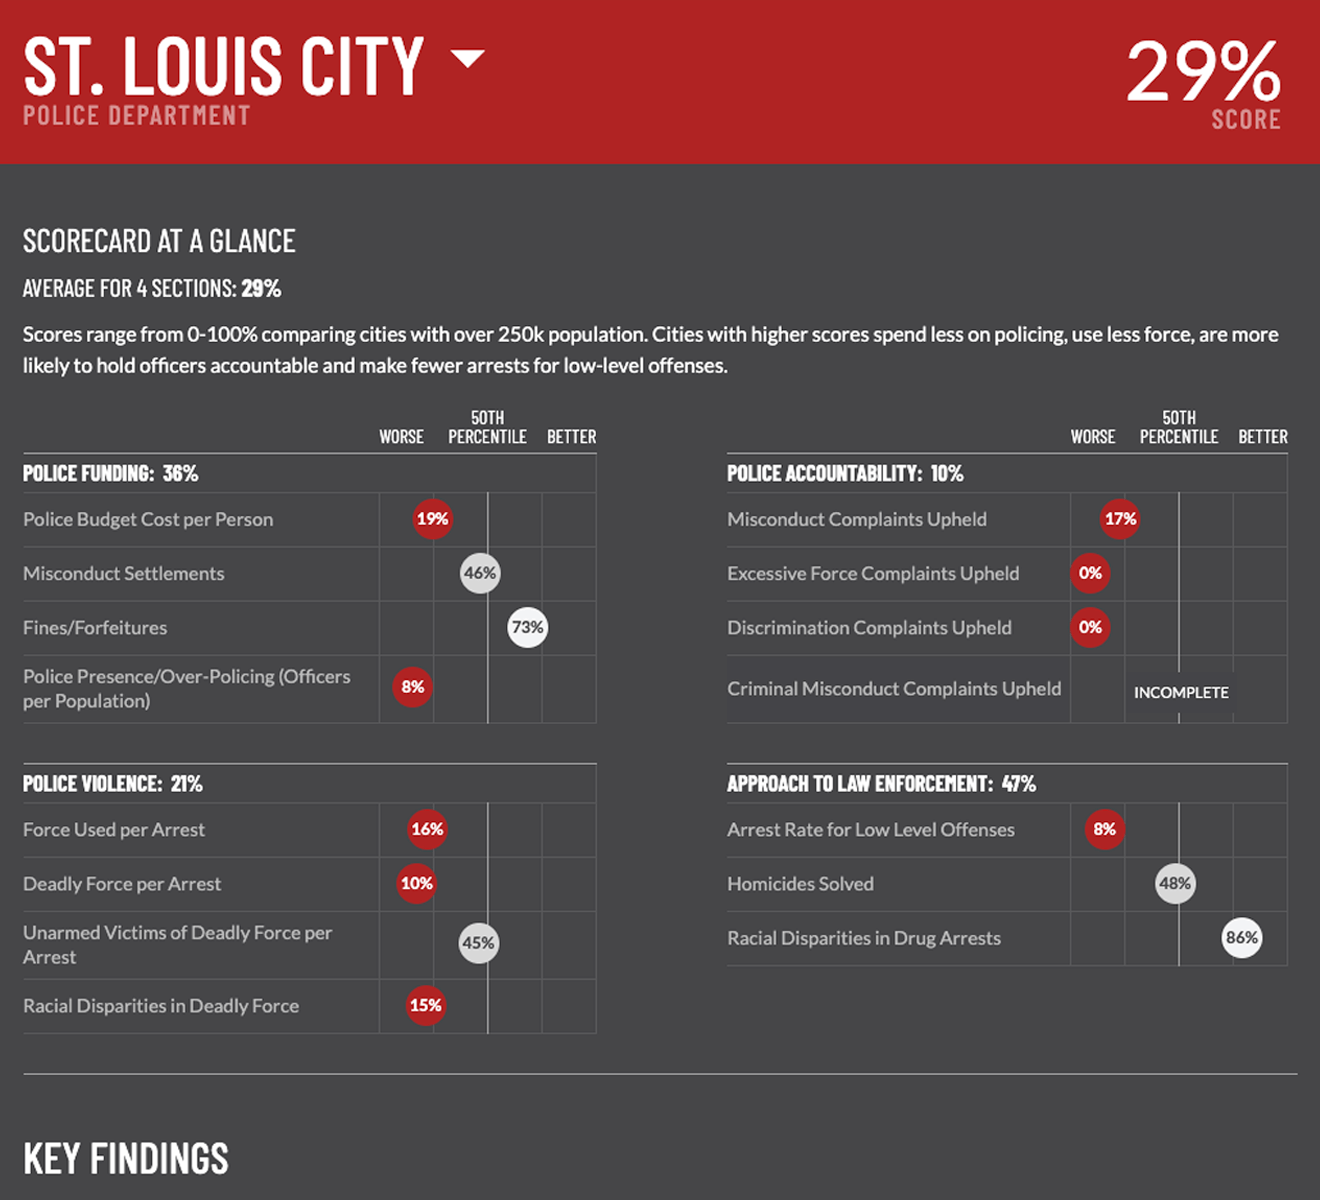 ST. LOUIS CITY
POLICE DEPARTMENT
29%
SCORE
SCORECARD AT A GLANCE
AVERAGE FOR 4 SECTIONS: 29%
Scores range from 0-100% comparing cities with over 250k population. Cities with higher scores spend less on policing, use less force, are more
likely to hold officers accountable and make fewer arrests for low-level offenses.
WORSE 50TH PERCENTILE BETTER
POLICE FUNDING: 36%
Police Budget Cost per Person 19%
Misconduct Settlements 46%
Fines/Forfeitures 73%
Police Presence/Over-Policing (Officers
per Population) 8%
POLICE VIOLENCE: 21%
Force Used per Arrest 16%
Deadly Force per Arrest 10%
Unarmed Victims of Deadly Force per
Arrest 45%
Racial Disparities in Deadly Force 15%
WORSE 50TH PERCENTILE BETTER
POLICE ACCOUNTABILITY: 10%
Misconduct Complaints Upheld 17%
Excessive Force Complaints Upheld 0%
Discrimination Complaints Upheld 0%
Criminal Misconduct Complaints Upheld INCOMPLETE
APPROACH TO LAW ENFORCEMENT: 47%
Arrest Rate for Low Level Offenses 8%
Homicides Solved 48%
Racial Disparities in Drug Arrests 86%
KEY FINDINGS